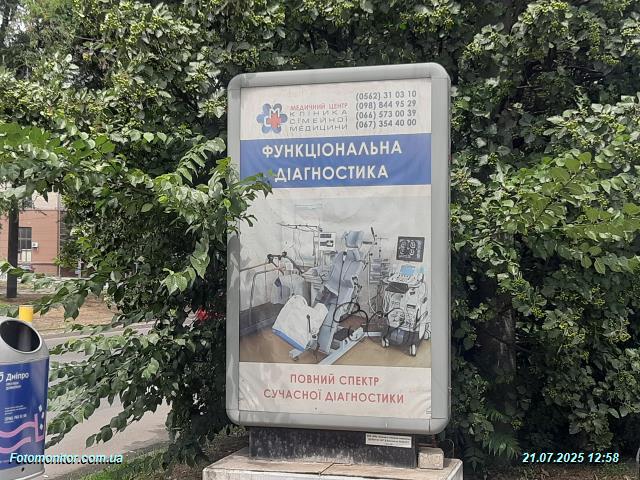 МЕДИЧНИЙ ЦЕНТР
КЛІНІКА
СІМЕЙНОЇ
МЕДИЦИНИ
(0562) 31 03 10
(098) 844 95 29
(066) 573 00 39
(067) 354 40 00
ФУНКЦІОНАЛЬНА
ДІАГНОСТИКА
ПОВНИЙ СПЕКТР
СУЧАСНОЇ ДІАГНОСТИКИ
Дніпро
Fotomonitor.com.ua
21.07.2025 12:58